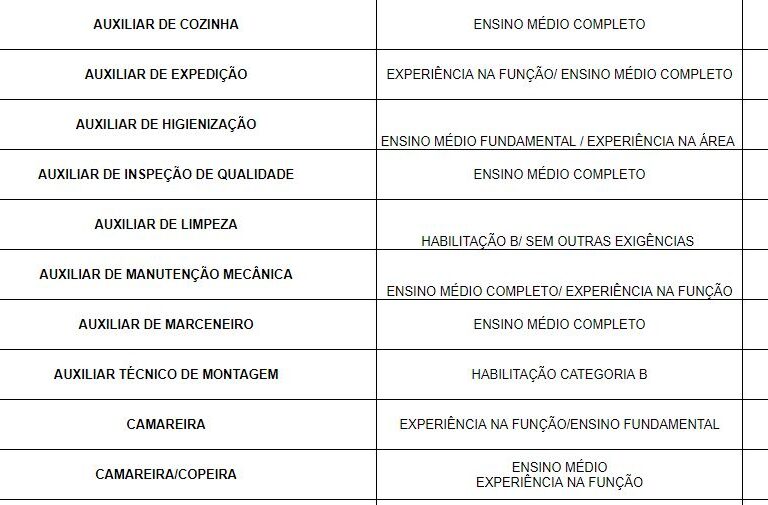 AUXILIAR DE COZINHA
ENSINO MÉDIO COMPLETO
AUXILIAR DE EXPEDIÇÃO
EXPERIÊNCIA NA FUNÇÃO/ ENSINO MÉDIO COMPLETO
AUXILIAR DE HIGIENIZAÇÃO
ENSINO MÉDIO FUNDAMENTAL / EXPERIÊNCIA NA ÁREA
AUXILIAR DE INSPEÇÃO DE QUALIDADE
ENSINO MÉDIO COMPLETO
AUXILIAR DE LIMPEZA
HABILITAÇÃO B/ SEM OUTRAS EXIGÊNCIAS
AUXILIAR DE MANUTENÇÃO MECÂNICA
ENSINO MÉDIO COMPLETO/ EXPERIÊNCIA NA FUNÇÃO
AUXILIAR DE MARCENEIRO
ENSINO MÉDIO COMPLETO
AUXILIAR TÉCNICO DE MONTAGEM
HABILITAÇÃO CATEGORIA B
CAMAREIRA
EXPERIÊNCIA NA FUNÇÃO/ENSINO FUNDAMENTAL
CAMAREIRA/COPEIRA
ENSINO MÉDIO
EXPERIÊNCIA NA FUNÇÃO